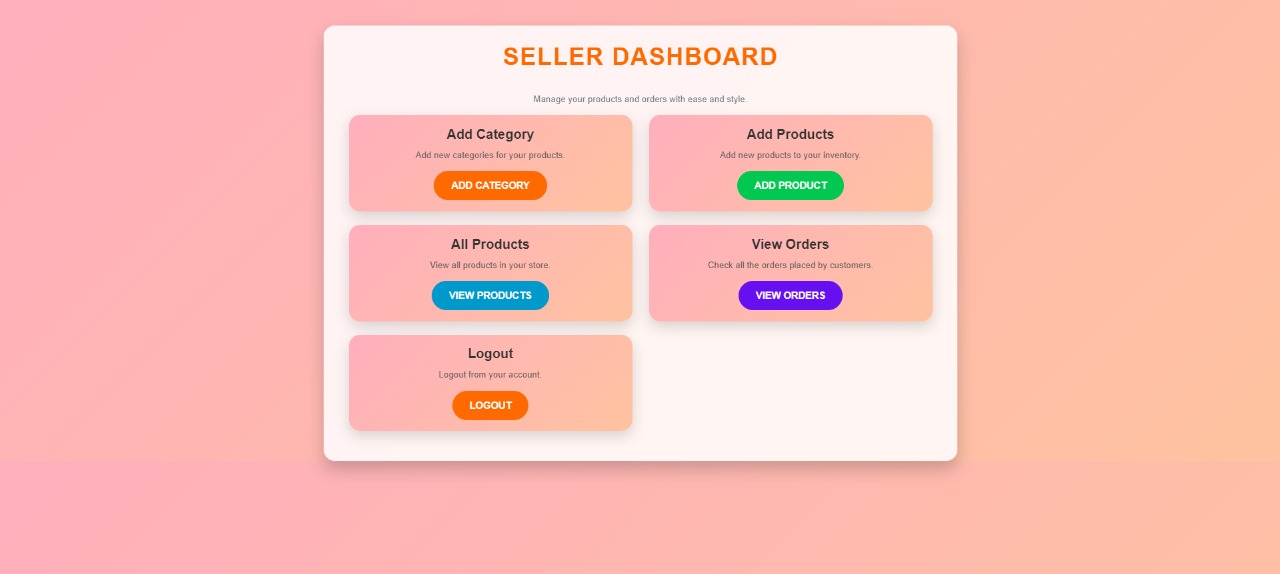 SELLER DASHBOARD
Manage your products and orders with ease and style.
Add Category
Add new categories for your products.
ADD CATEGORY
Add Products
Add new products to your inventory.
ADD PRODUCT
All Products
View all products in your store.
VIEW PRODUCTS
View Orders
Check all the orders placed by customers.
VIEW ORDERS
Logout
Logout from your account.
LOGOUT